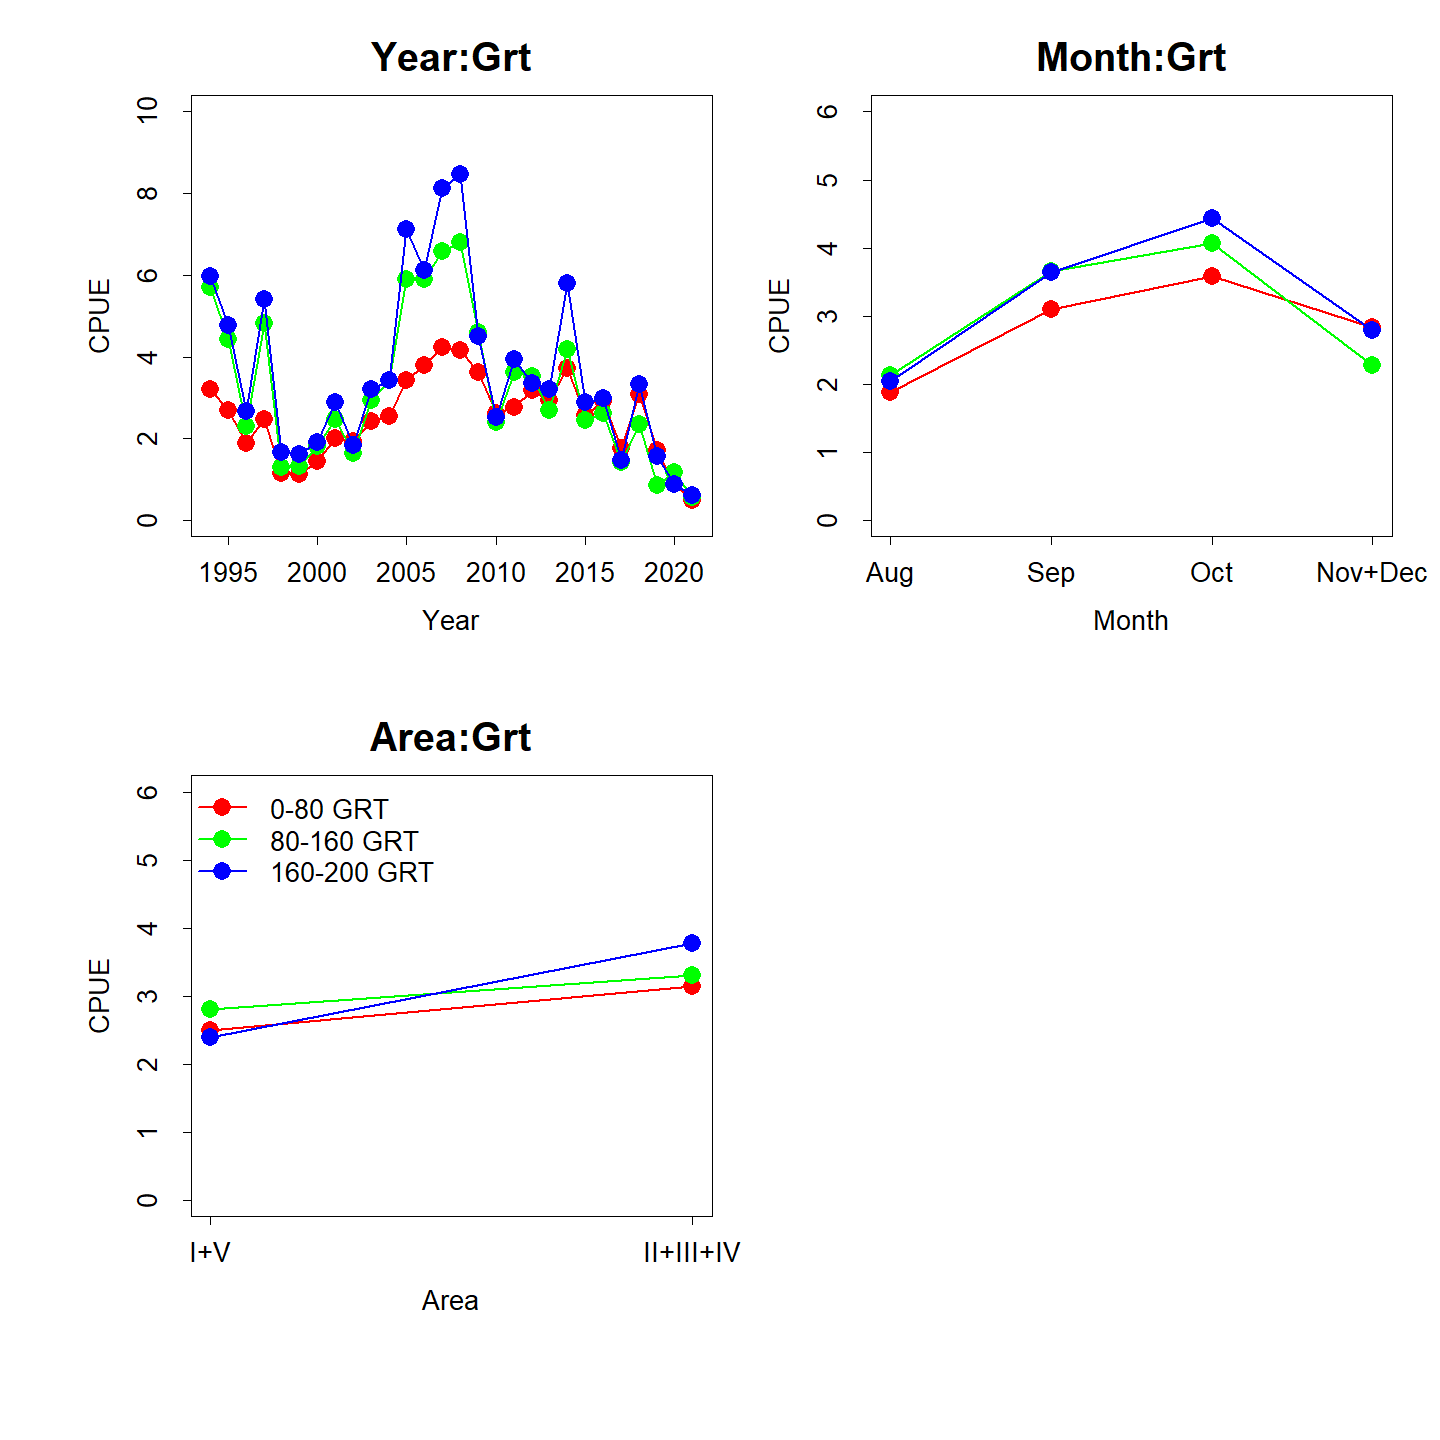 Year:Grt
10
8
6
4
2
0
CPUE
1995 2000 2005 2010 2015 2020
Year
Month:Grt
6
5
4
3
2
1
0
CPUE
Aug Sep Oct Nov+Dec
Month
Area:Grt
0-80 GRT
80-160 GRT
160-200 GRT
6
5
4
3
2
1
0
CPUE
I+V II+III+IV
Area